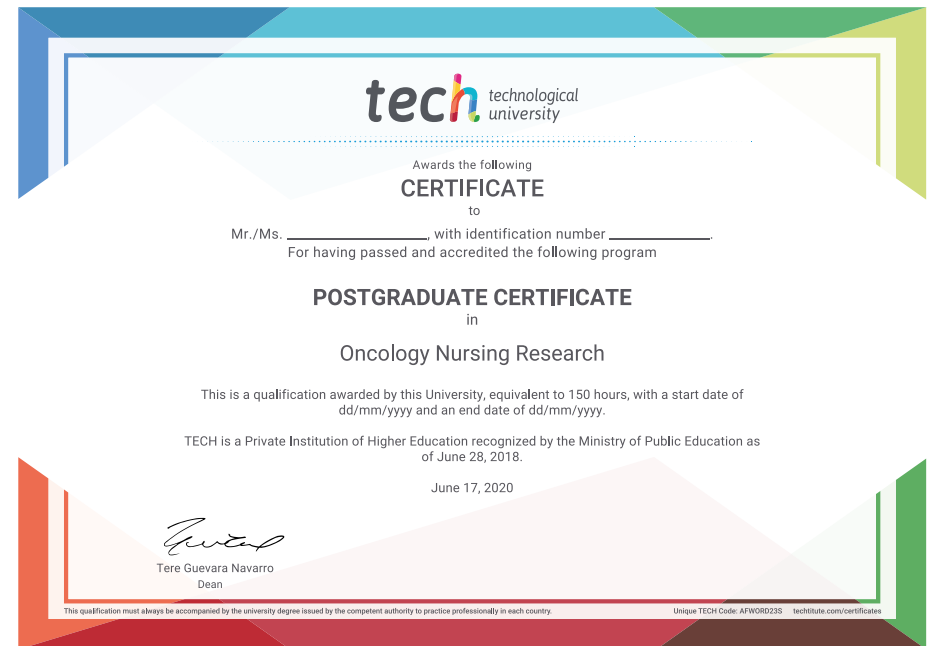 tech technological
university
Awards the following
CERTIFICATE
to
Mr./Ms. ____________________, with identification number ______________.
For having passed and accredited the following program
POSTGRADUATE CERTIFICATE
in
Oncology Nursing Research
This is a qualification awarded by this University, equivalent to 150 hours, with a start date of
dd/mm/yyyy and an end date of dd/mm/yyyy.
TECH is a Private Institution of Higher Education recognized by the Ministry of Public Education as
of June 28, 2018.
June 17, 2020
Tere Guevara Navarro
Dean
This qualification must always be accompanied by the university degree issued by the competent authority to practice professionally in each country. Unique TECH Code: AFWORD23S techtitute.com/certificates